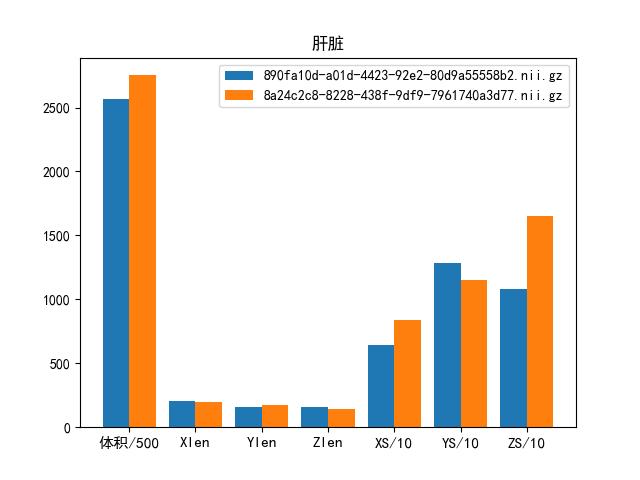 肝脏
890fa10d-a01d-4423-92e2-80d9a55558b2.nii.gz
8a24c2c8-8228-438f-9df9-7961740a3d77.nii.gz
2500
2000
1500
1000
500
0
体积/500 Xlen Ylen Zlen XS/10 YS/10 ZS/10